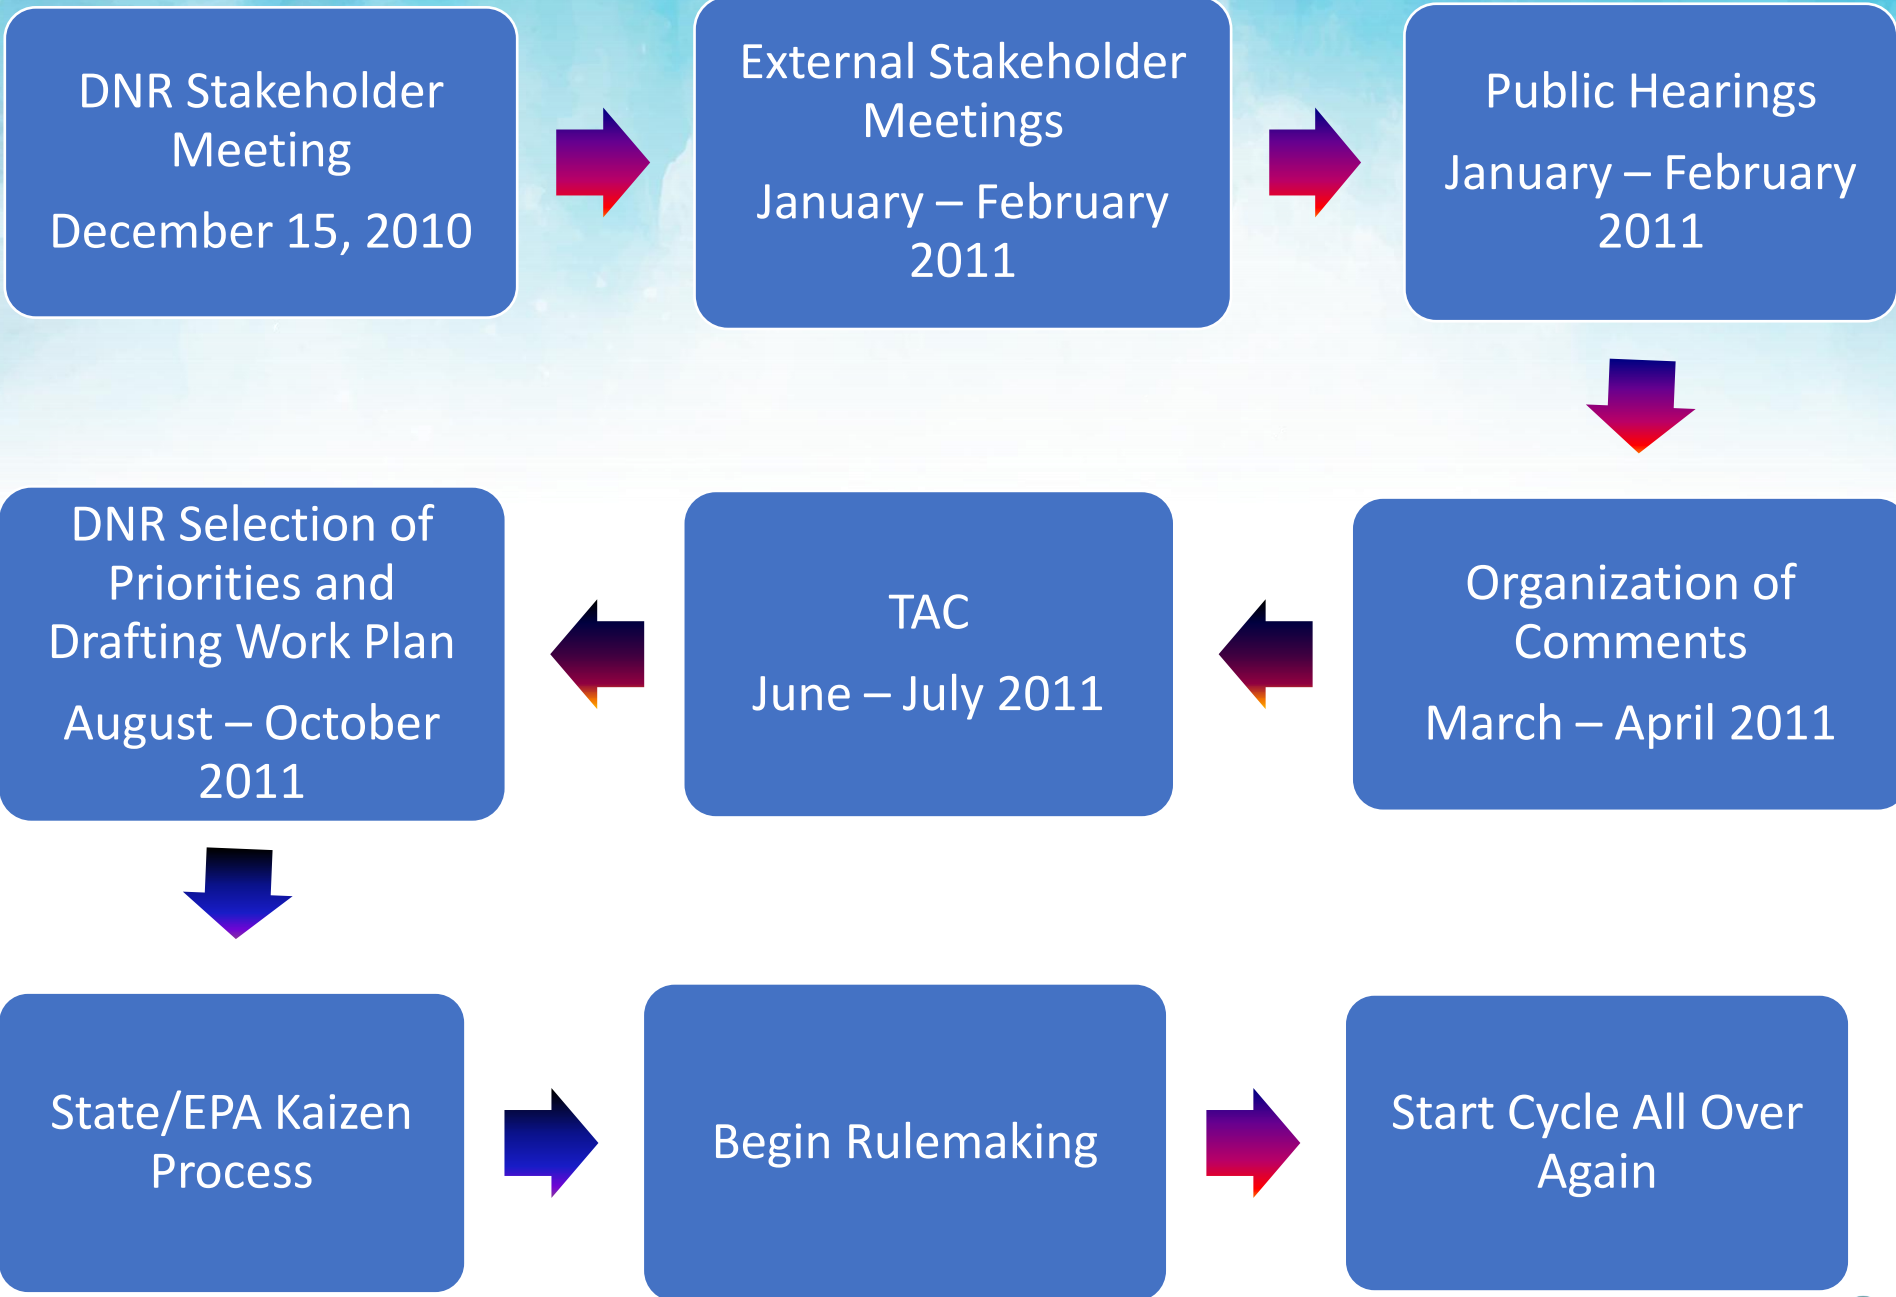 DNR Stakeholder
Meeting
December 15, 2010
External Stakeholder
Meetings
January – February
2011
Public Hearings
January – February
2011
Organization of
Comments
March – April 2011
TAC
June – July 2011
DNR Selection of
Priorities and
Drafting Work Plan
August – October
2011
State/EPA Kaizen
Process
Begin Rulemaking
Start Cycle All Over
Again